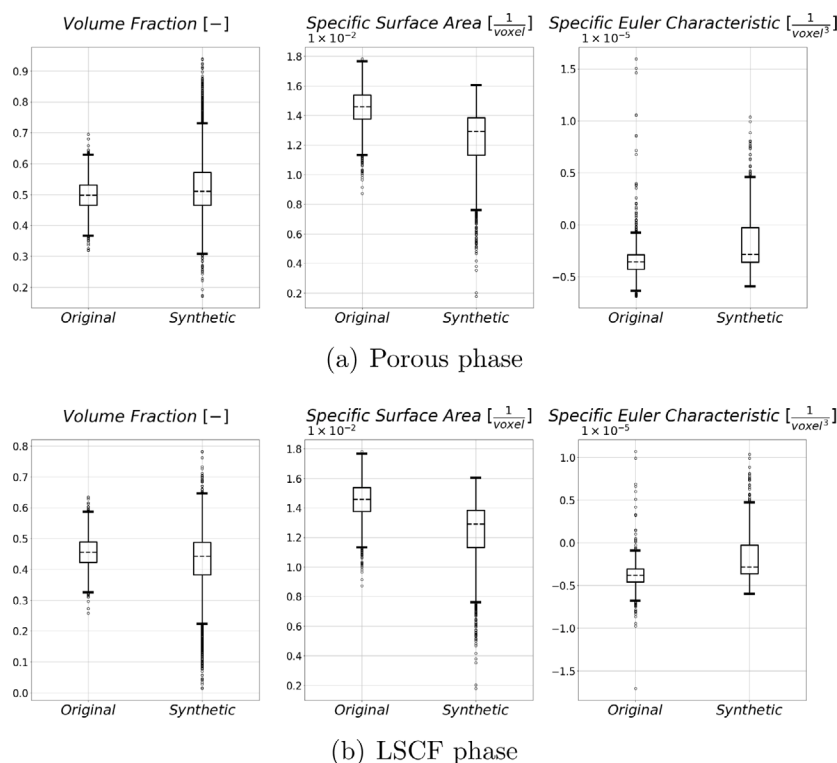 Volume Fraction [−]
Specific Surface Area [1/voxel]
Specific Euler Characteristic [1/voxel³]
1 × 10⁻²
1 × 10⁻⁵
0.9
0.8
0.7
0.6
0.5
0.4
0.3
0.2
1.8
1.6
1.4
1.2
1.0
0.8
0.6
0.4
0.2
1.5
1.0
0.5
0.0
−0.5
Original
Synthetic
Original
Synthetic
Original
Synthetic
(a) Porous phase
Volume Fraction [−]
Specific Surface Area [1/voxel]
Specific Euler Characteristic [1/voxel³]
1 × 10⁻²
1 × 10⁻⁵
0.8
0.7
0.6
0.5
0.4
0.3
0.2
0.1
0.0
1.8
1.6
1.4
1.2
1.0
0.8
0.6
0.4
0.2
1.0
0.5
0.0
−0.5
−1.0
−1.5
Original
Synthetic
Original
Synthetic
Original
Synthetic
(b) LSCF phase